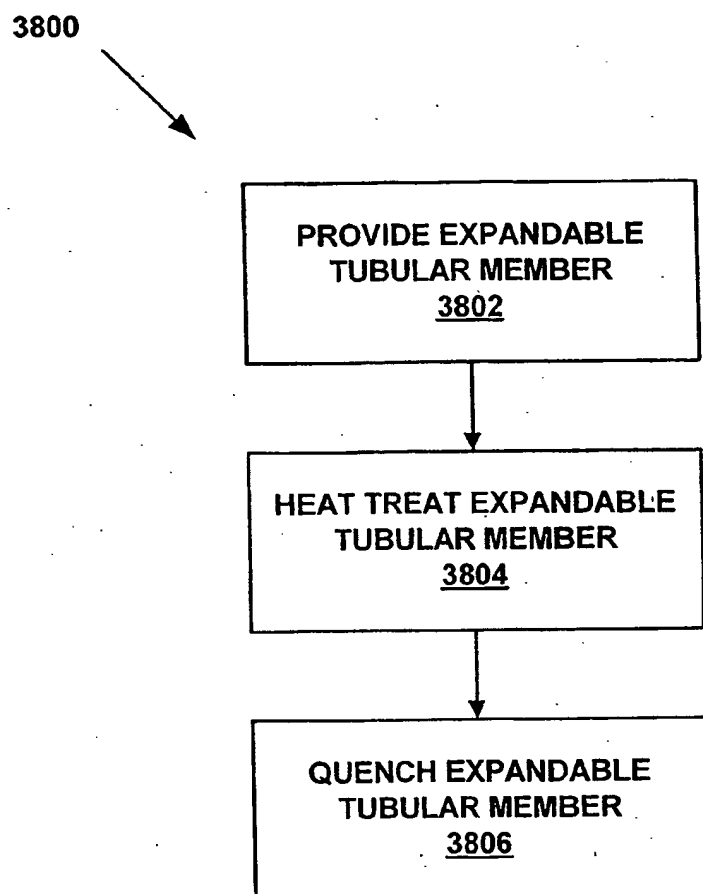 3800
PROVIDE EXPANDABLE
TUBULAR MEMBER
3802
HEAT TREAT EXPANDABLE
TUBULAR MEMBER
3804
QUENCH EXPANDABLE
TUBULAR MEMBER
3806